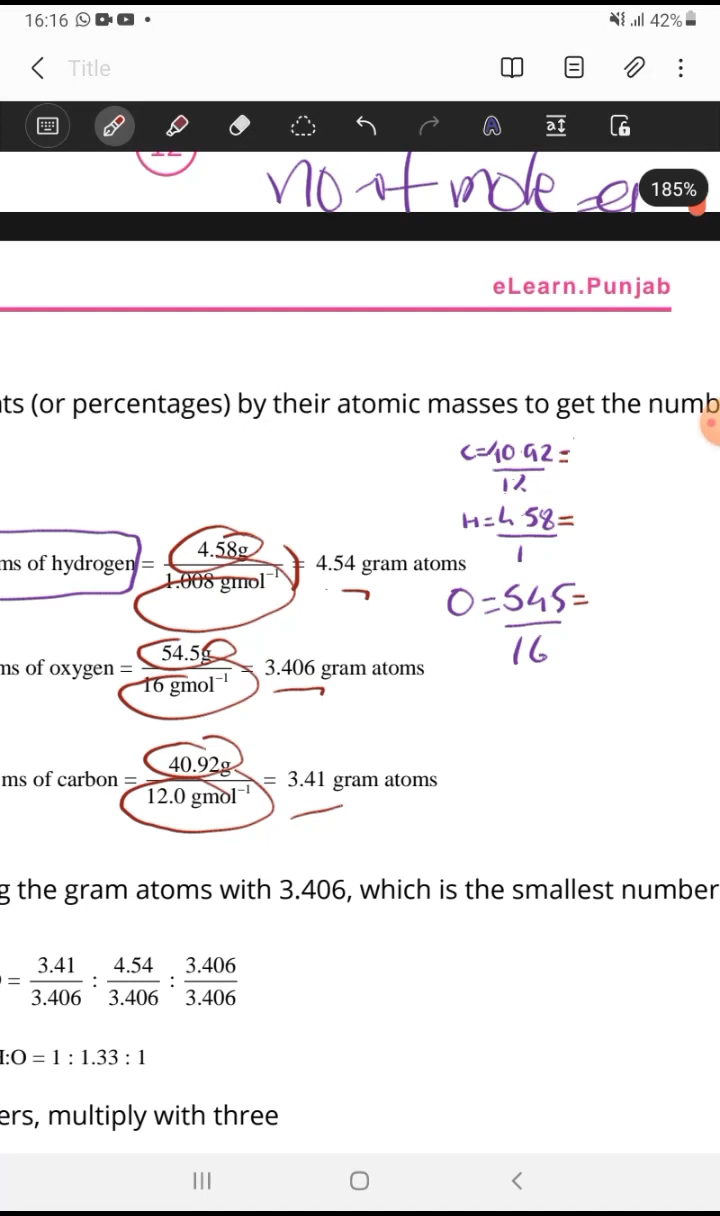 16:16
42%
Title
no of mole =
185%
eLearn.Punjab
ts (or percentages) by their atomic masses to get the numb
C=40.92=
12
H=4 58=
1
ms of hydrogen = 4.58g / 1.008 gmol⁻¹ = 4.54 gram atoms
O=545=
16
ms of oxygen = 54.5g / 16 gmol⁻¹ = 3.406 gram atoms
ms of carbon = 40.92g / 12.0 gmol⁻¹ = 3.41 gram atoms
g the gram atoms with 3.406, which is the smallest number
= 3.41/3.406 : 4.54/3.406 : 3.406/3.406
:O = 1 : 1.33 : 1
ers, multiply with three